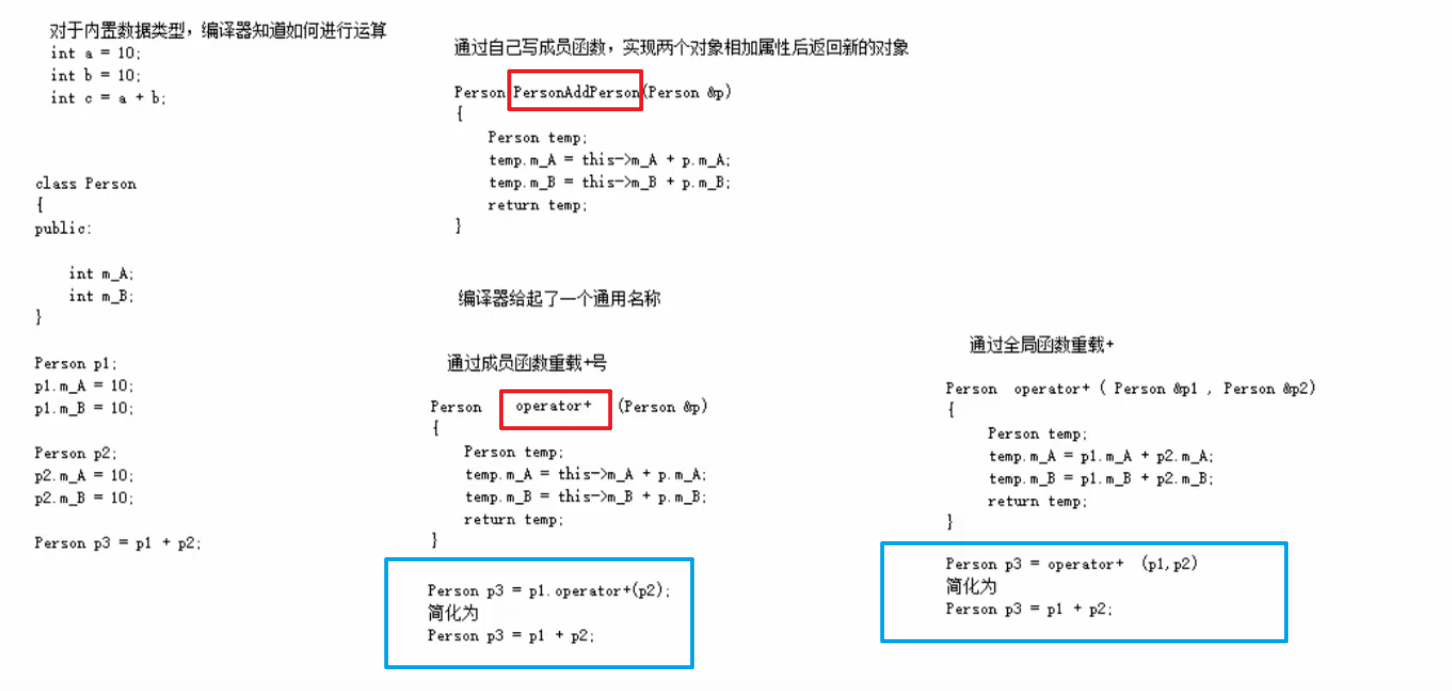 对于内置数据类型，编译器知道如何进行运算
int a = 10;
int b = 10;
int c = a + b;
class Person
{
public:
int m_A;
int m_B;
}
Person p1;
p1.m_A = 10;
p1.m_B = 10;
Person p2;
p2.m_A = 10;
p2.m_B = 10;
Person p3 = p1 + p2;
通过自己写成员函数，实现两个对象相加属性后返回新的对象
Person PersonAddPerson(Person &p)
{
Person temp;
temp.m_A = this->m_A + p.m_A;
temp.m_B = this->m_B + p.m_B;
return temp;
}
编译器给起了一个通用名称
通过成员函数重载+号
Person operator+ (Person &p)
{
Person temp;
temp.m_A = this->m_A + p.m_A;
temp.m_B = this->m_B + p.m_B;
return temp;
}
Person p3 = p1.operator+(p2);
简化为
Person p3 = p1 + p2;
通过全局函数重载+
Person operator+ ( Person &p1 , Person &p2)
{
Person temp;
temp.m_A = p1.m_A + p2.m_A;
temp.m_B = p1.m_B + p2.m_B;
return temp;
}
Person p3 = operator+ (p1,p2)
简化为
Person p3 = p1 + p2;